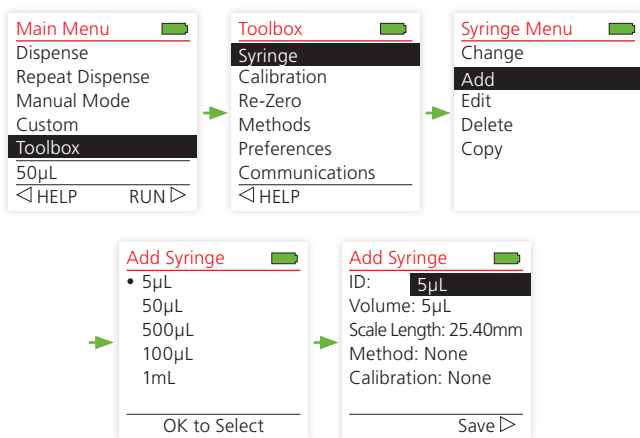 Main Menu
Dispense
Repeat Dispense
Manual Mode
Custom
Toolbox
50µL
◁ HELP RUN ▷
Toolbox
Syringe
Calibration
Re-Zero
Methods
Preferences
Communications
◁ HELP
Syringe Menu
Change
Add
Edit
Delete
Copy
Add Syringe
• 5µL
50µL
500µL
100µL
1mL
OK to Select
Add Syringe
ID: 5µL
Volume: 5µL
Scale Length: 25.40mm
Method: None
Calibration: None
Save ▷